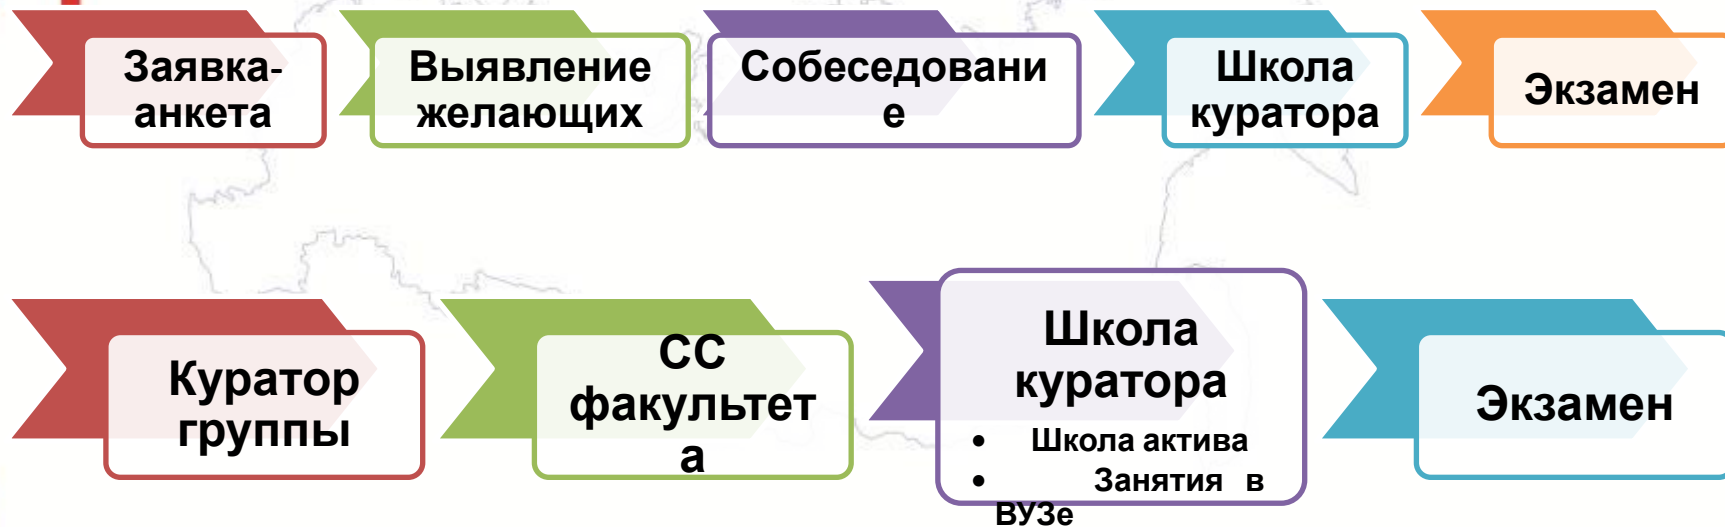 Заявка-
анкета
Выявление
желающих
Собеседовани
е
Школа
куратора
Экзамен
Куратор
группы
СС
факультет
а
Школа
куратора
• Школа актива
• Занятия в
ВУЗе
Экзамен